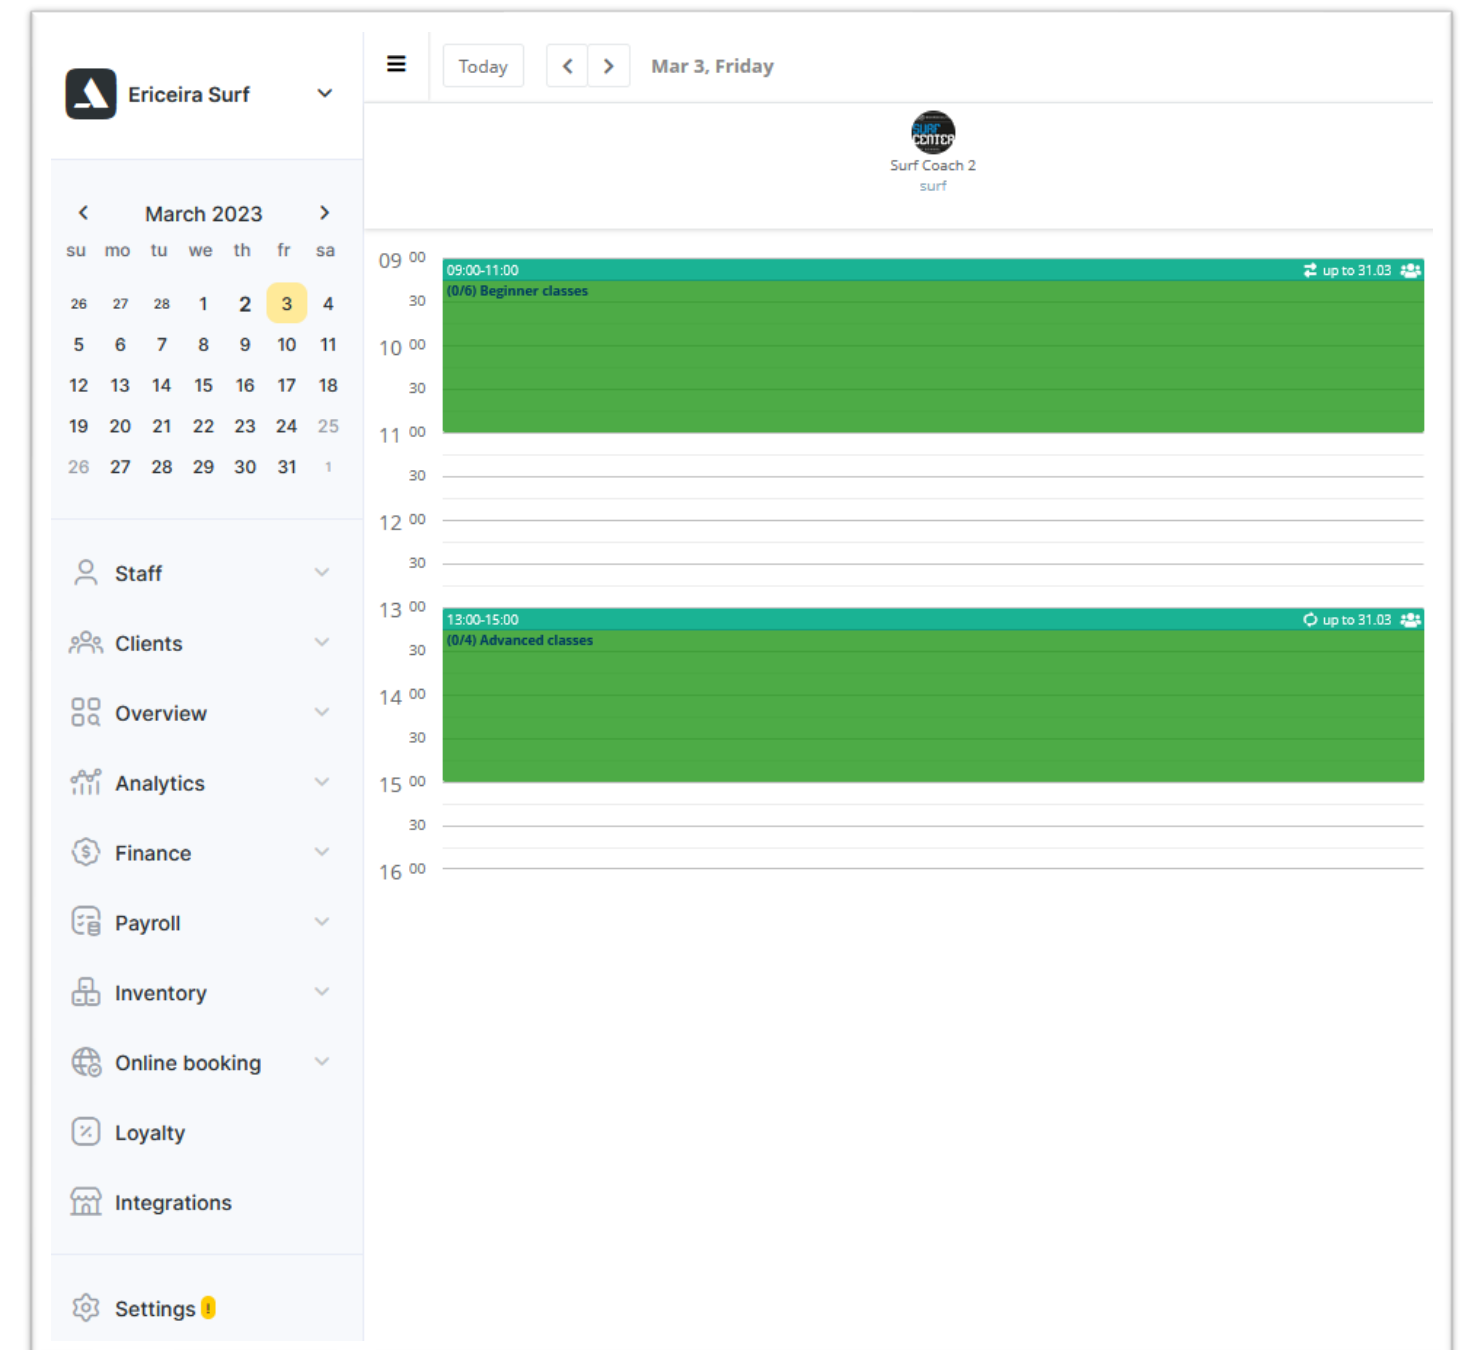 Ericeira Surf
March 2023
su mo tu we th fr sa
26 27 28 1 2 3 4
5 6 7 8 9 10 11
12 13 14 15 16 17 18
19 20 21 22 23 24 25
26 27 28 29 30 31 1
Staff
Clients
Overview
Analytics
Finance
Payroll
Inventory
Online booking
Loyalty
Integrations
Settings !
Today < > Mar 3, Friday
SURF
CENTER
Surf Coach 2
surf
09 00
09:00-11:00 up to 31.03
(0/6) Beginner classes
30
10 00
30
11 00
30
12 00
30
13 00
13:00-15:00 up to 31.03
(0/4) Advanced classes
30
14 00
30
15 00
30
16 00